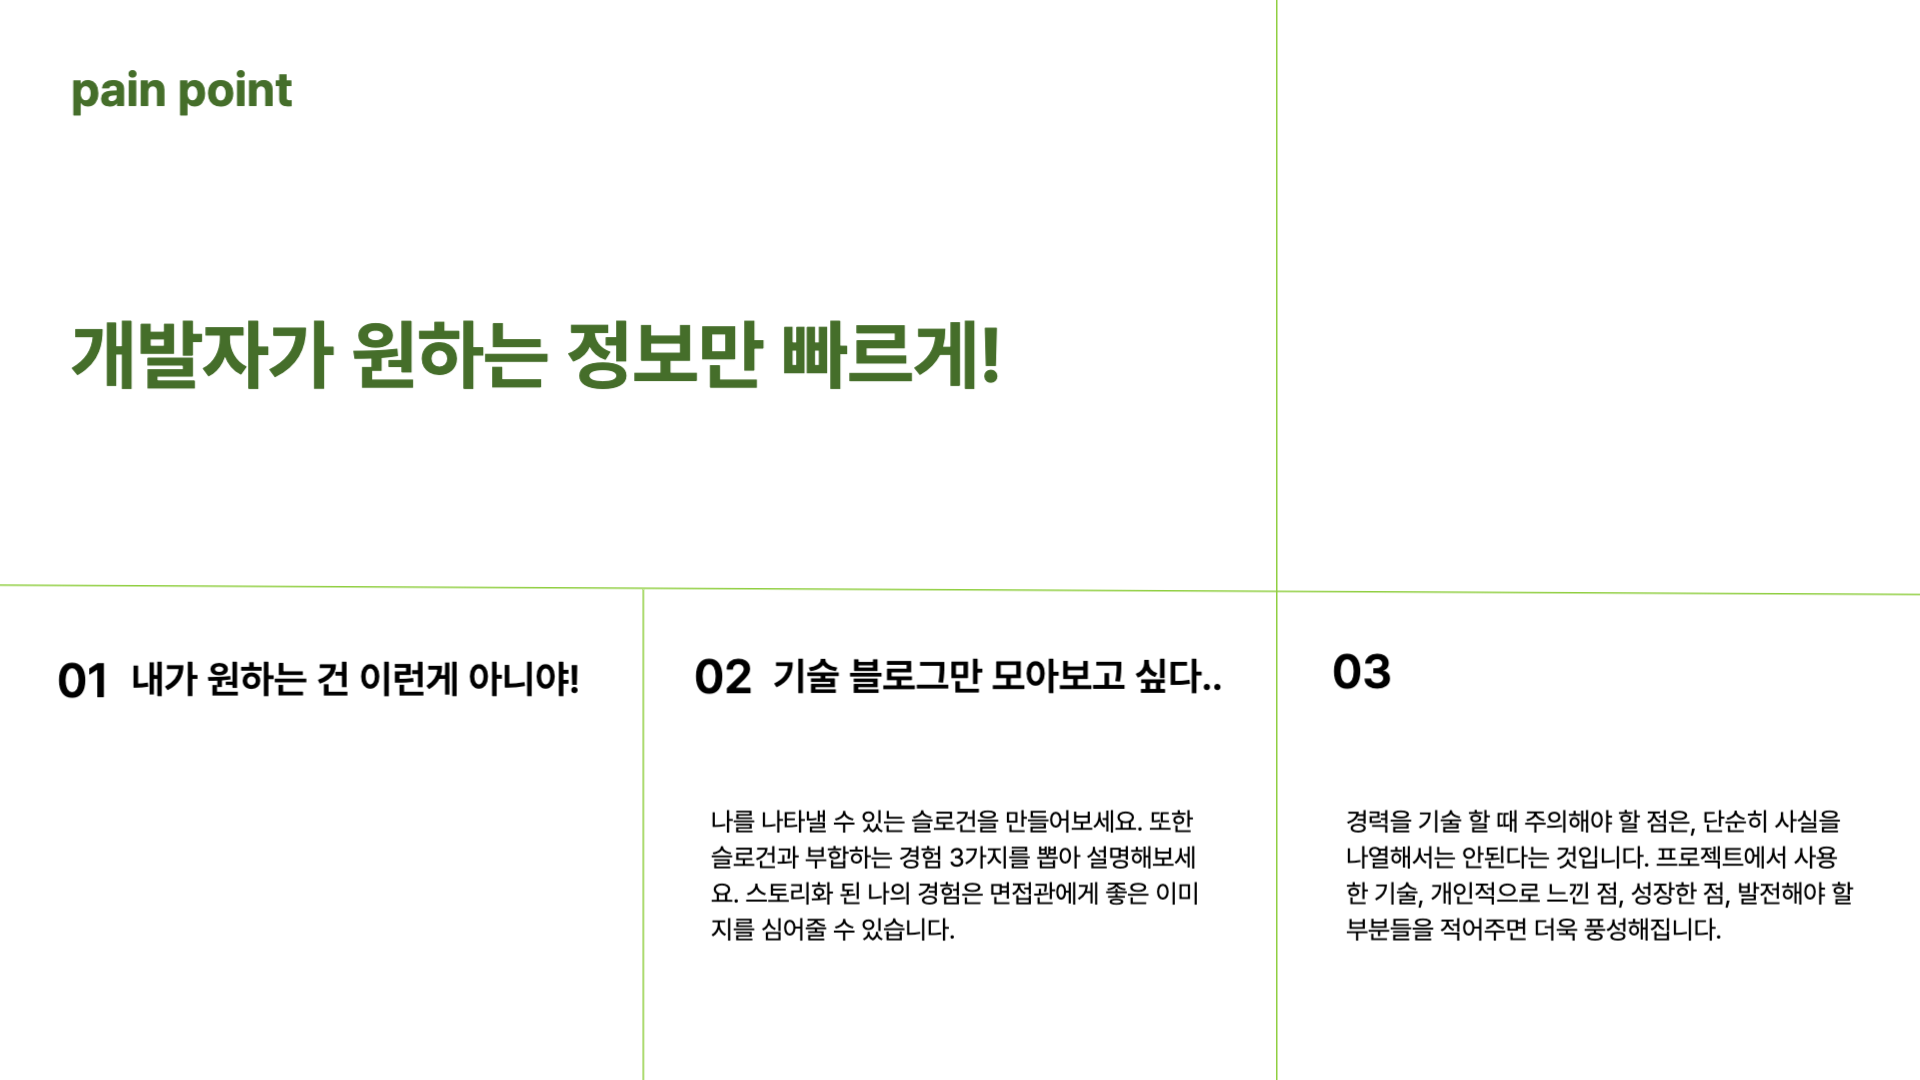 pain point
개발자가 원하는 정보만 빠르게!
01 내가 원하는 건 이런게 아니야!
02 기술 블로그만 모아보고 싶다..
나를 나타낼 수 있는 슬로건을 만들어보세요. 또한
슬로건과 부합하는 경험 3가지를 뽑아 설명해보세
요. 스토리화 된 나의 경험은 면접관에게 좋은 이미
지를 심어줄 수 있습니다.
03
경력을 기술 할 때 주의해야 할 점은, 단순히 사실을
나열해서는 안된다는 것입니다. 프로젝트에서 사용
한 기술, 개인적으로 느낀 점, 성장한 점, 발전해야 할
부분들을 적어주면 더욱 풍성해집니다.